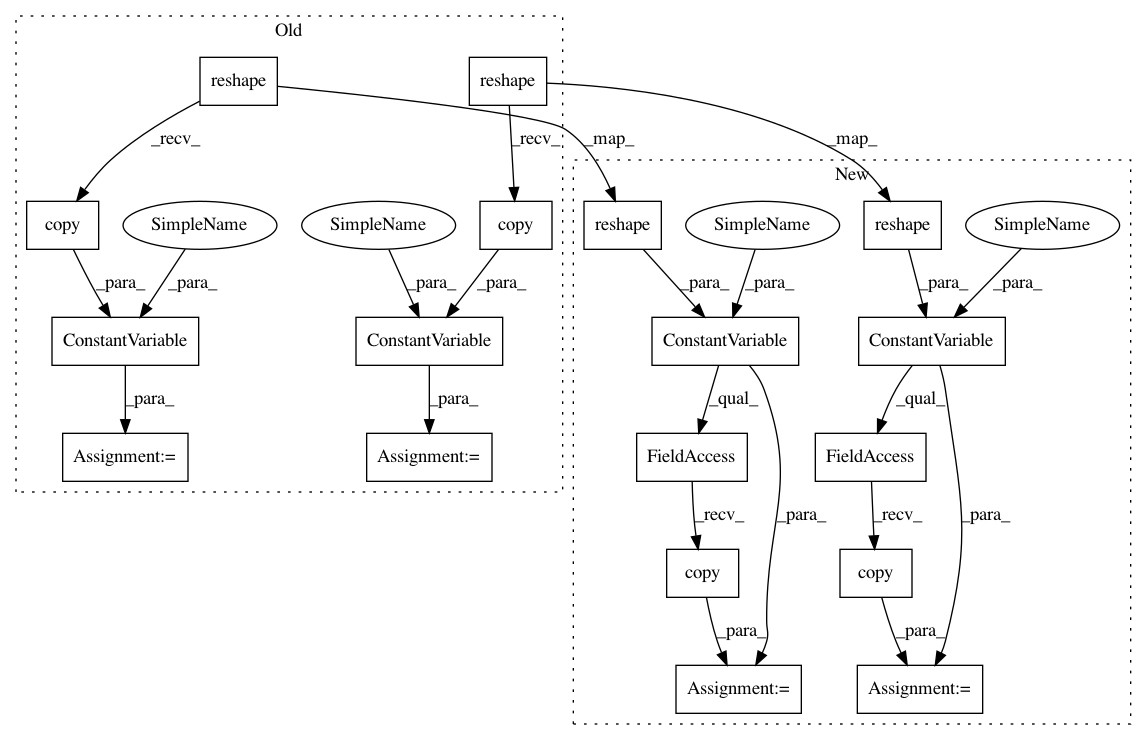 Old
reshape
reshape
_recv_
_recv_
_map_
_map_
New
copy
SimpleName
SimpleName
copy
reshape
SimpleName
reshape
SimpleName
_para_
_para_
_para_
_para_
_para_
_para_
_para_
_para_
ConstantVariable
ConstantVariable
ConstantVariable
ConstantVariable
_para_
_para_
_qual_
_qual_
Assignment:=
Assignment:=
FieldAccess
FieldAccess
_recv_
_para_
_recv_
_para_
copy
copy
_para_
_para_
Assignment:=
Assignment:=